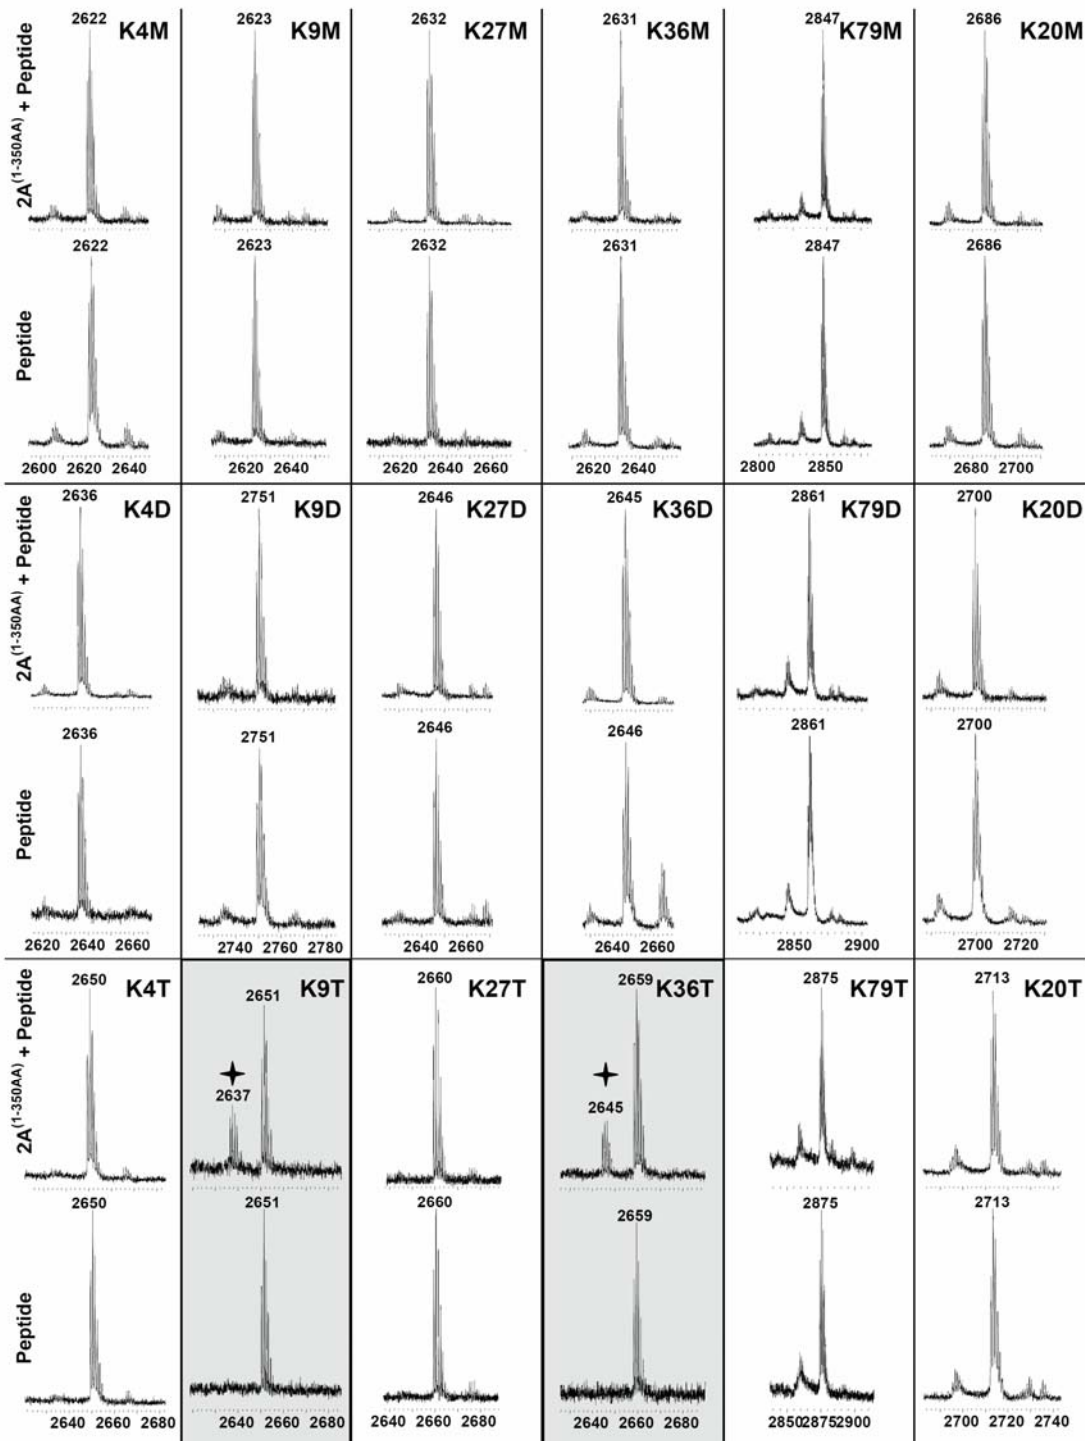 2622 K4M 2623 K9M 2632 K27M 2631 K36M 2847 K79M 2686 K20M
2A(1-350AA) + Peptide
2622 2623 2632 2631 2847 2686
Peptide
2600 2620 2640 2620 2640 2620 2640 2660 2620 2640 2800 2850 2680 2700
2636 K4D 2751 K9D 2646 K27D 2645 K36D 2861 K79D 2700 K20D
2A(1-350AA) + Peptide
2636 2751 2646 2646 2861 2700
Peptide
2620 2640 2660 2740 2760 2780 2640 2660 2640 2660 2850 2900 2700 2720
2650 K4T 2651 K9T 2660 K27T 2659 K36T 2875 K79T 2713 K20T
2A(1-350AA) + Peptide
2637 2645
2650 2651 2660 2659 2875 2713
Peptide
2640 2660 2680 2640 2660 2680 2640 2660 2680 2640 2660 2680 2850 2875 2900 2700 2720 2740